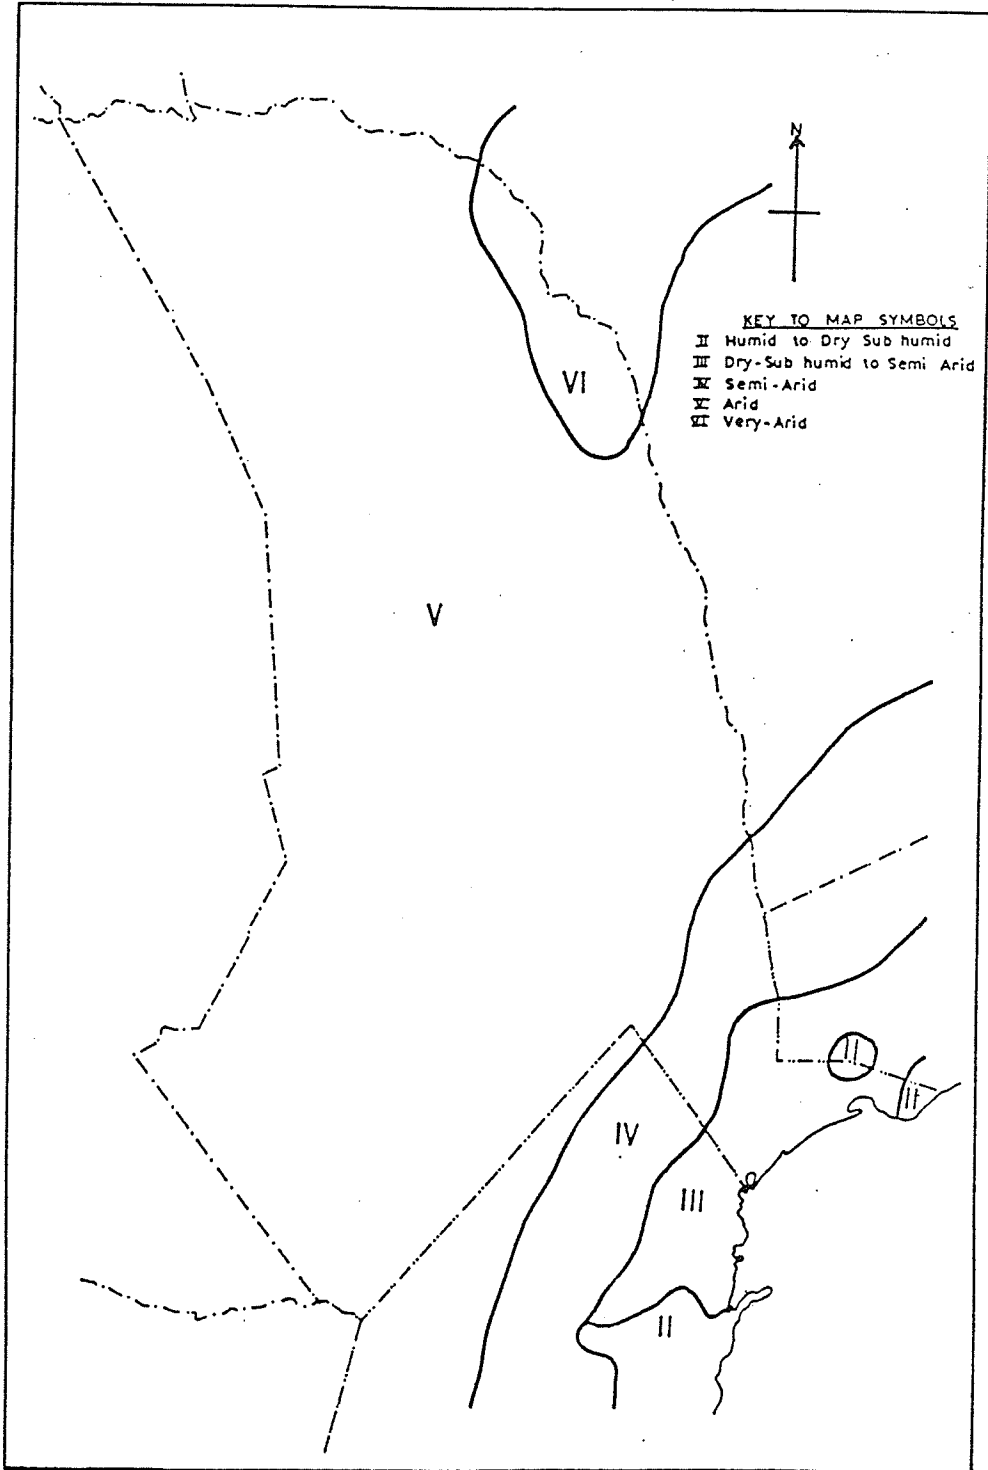 N
KEY TO MAP SYMBOLS
II Humid to Dry Sub humid
III Dry-Sub humid to Semi Arid
IV Semi-Arid
V Arid
VI Very-Arid
VI
V
II
II
IV
III
II